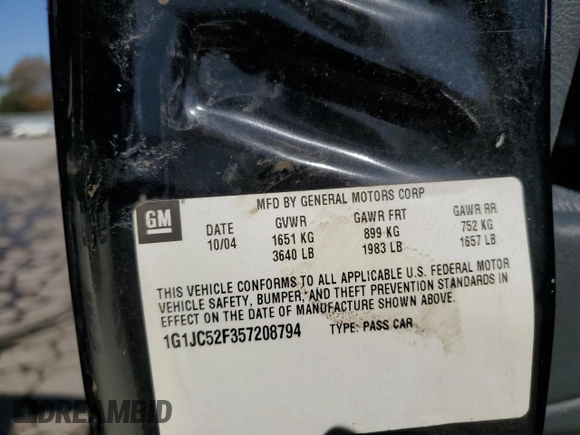 MFD BY GENERAL MOTORS CORP
GM
DATE GVWR GAWR FRT GAWR RR
10/04 1651 KG 899 KG 752 KG
3640 LB 1983 LB 1657 LB
THIS VEHICLE CONFORMS TO ALL APPLICABLE U.S. FEDERAL MOTOR
VEHICLE SAFETY, BUMPER, AND THEFT PREVENTION STANDARDS IN
EFFECT ON THE DATE OF MANUFACTURE SHOWN ABOVE.
1G1JC52F357208794 TYPE: PASS CAR
DREAMBID